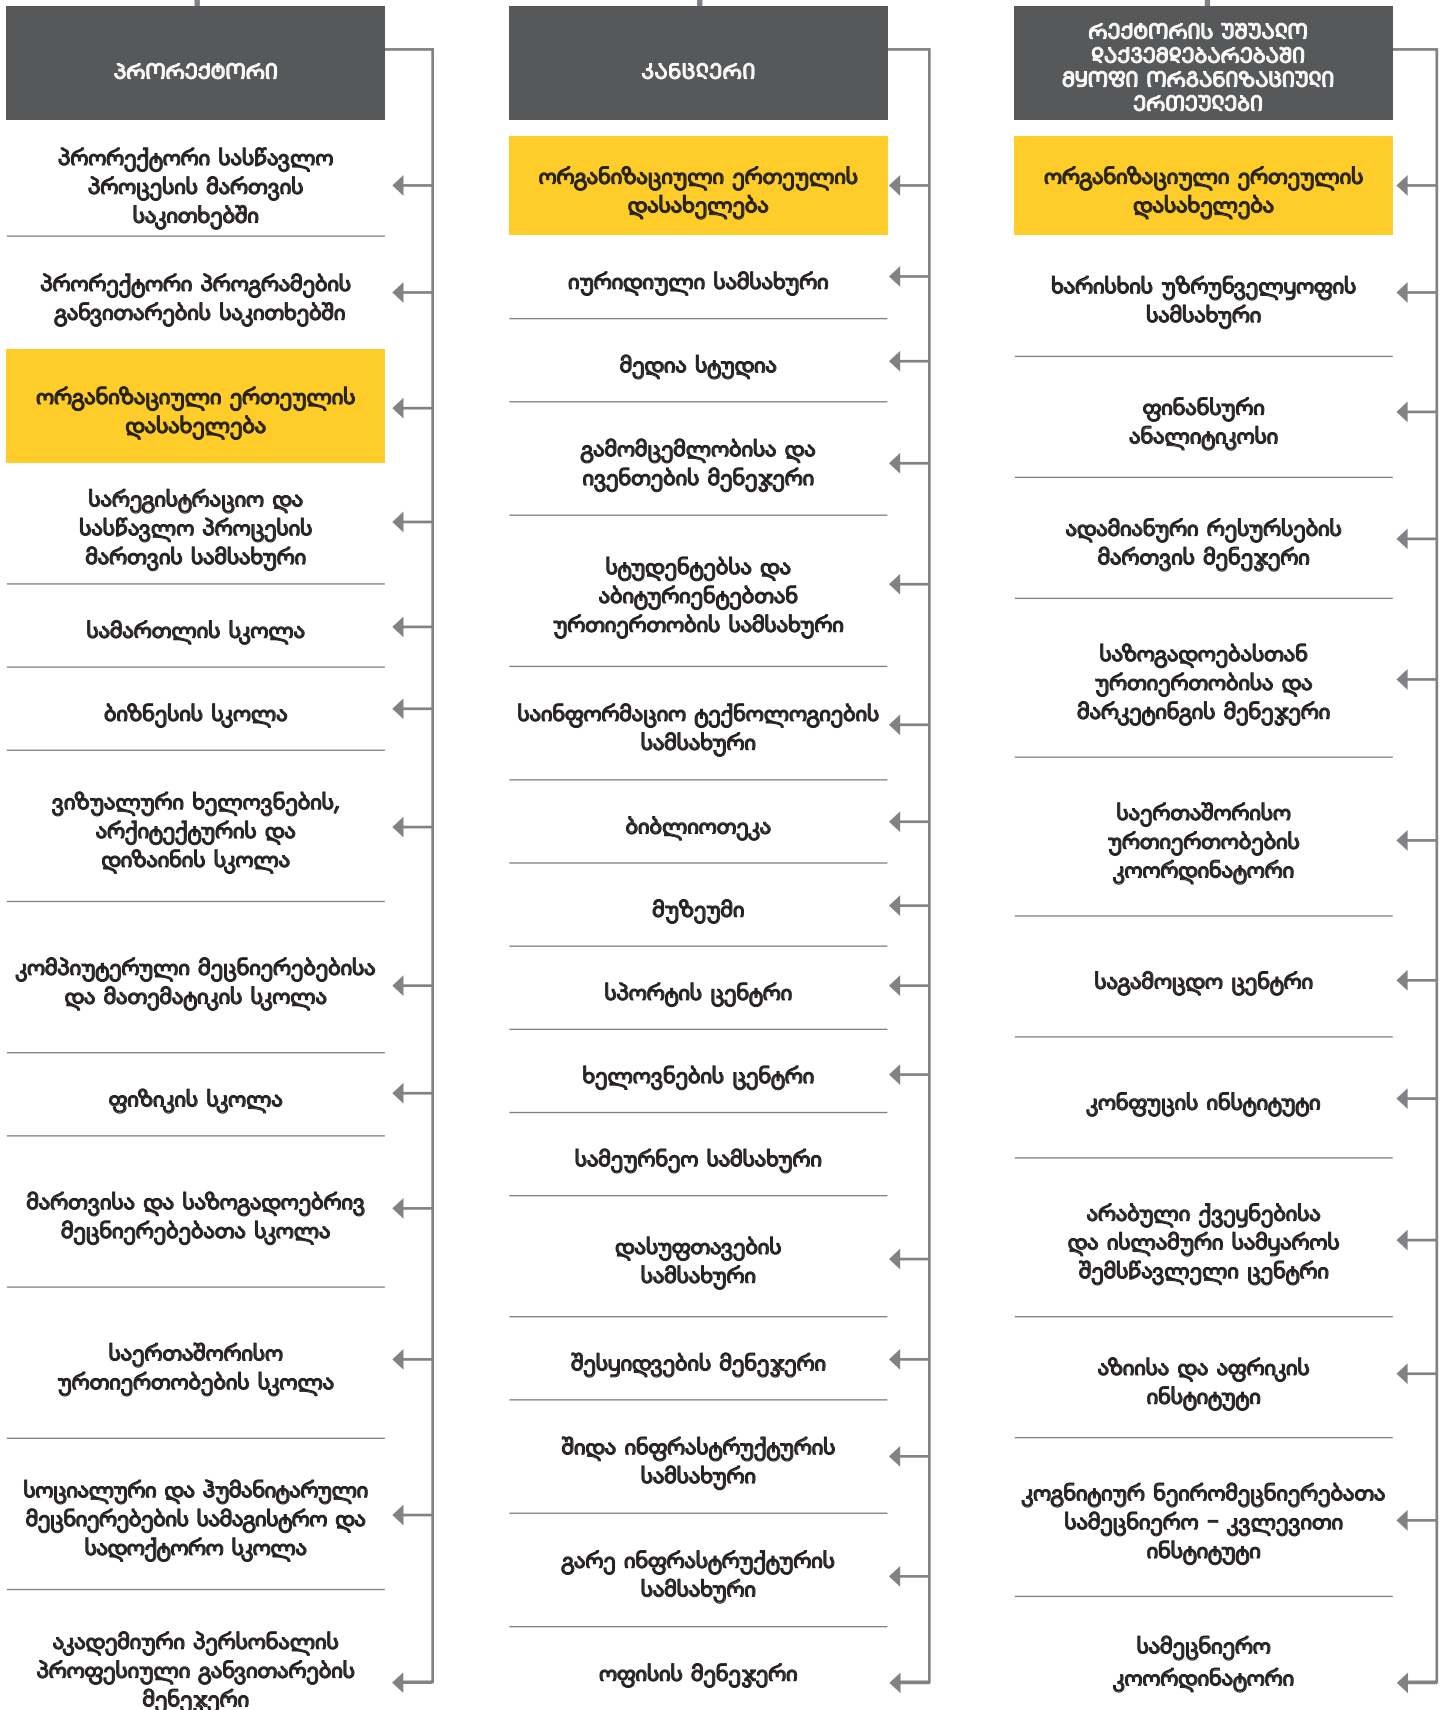 პრორექტორი
პრორექტორი სასწავლო
პროცესის მართვის
საკითხებში
პრორექტორი პროგრამების
განვითარების საკითხებში
ორგანიზაციული ერთეულის
დასახელება
სარეგისტრაციო და
სასწავლო პროცესის
მართვის სამსახური
სამართლის სკოლა
ბიზნესის სკოლა
ვიზუალური ხელოვნების,
არქიტექტურის და
დიზაინის სკოლა
კომპიუტერული მეცნიერებებისა
და მათემატიკის სკოლა
ფიზიკის სკოლა
მართვისა და საზოგადოებრივ
მეცნიერებებათა სკოლა
საერთაშორისო
ურთიერთობების სკოლა
სოციალური და ჰუმანიტარული
მეცნიერებების სამაგისტრო და
სადოქტორო სკოლა
აკადემიური პერსონალის
პროფესიული განვითარების
მენეჯერი
კანცლერი
ორგანიზაციული ერთეულის
დასახელება
იურიდიული სამსახური
მედია სტუდია
გამომცემლობისა და
ივენთების მენეჯერი
სტუდენტებსა და
აბიტურიენტებთან
ურთიერთობის სამსახური
საინფორმაციო ტექნოლოგიების
სამსახური
ბიბლიოთეკა
მუზეუმი
სპორტის ცენტრი
ხელოვნების ცენტრი
სამეურნეო სამსახური
დასუფთავების
სამსახური
შესყიდვების მენეჯერი
შიდა ინფრასტრუქტურის
სამსახური
გარე ინფრასტრუქტურის
სამსახური
ოფისის მენეჯერი
რექტორის უშუალო
დაქვემდებარებაში
მყოფი ორგანიზაციული
ერთეულები
ორგანიზაციული ერთეულის
დასახელება
ხარისხის უზრუნველყოფის
სამსახური
ფინანსური
ანალიტიკოსი
ადამიანური რესურსების
მართვის მენეჯერი
საზოგადოებასთან
ურთიერთობისა და
მარკეტინგის მენეჯერი
საერთაშორისო
ურთიერთობების
კოორდინატორი
საგამოცდო ცენტრი
კონფუცის ინსტიტუტი
არაბული ქვეყნებისა
და ისლამური სამყაროს
შემსწავლელი ცენტრი
აზიისა და აფრიკის
ინსტიტუტი
კოგნიტიურ ნეირომეცნიერებათა
სამეცნიერო – კვლევითი
ინსტიტუტი
სამეცნიერო
კოორდინატორი